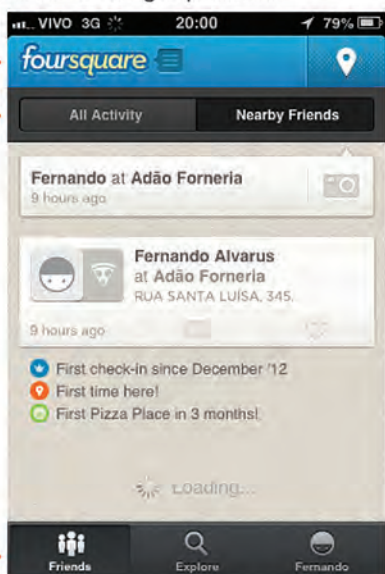 VIVO 3G 20:00 79%
foursquare
All Activity Nearby Friends
Fernando at Adão Forneria
9 hours ago
Fernando Alvarus
at Adão Forneria
RUA SANTA LUÍSA, 345,
9 hours ago
First check-in since December '12
First time here!
First Pizza Place in 3 months!
Loading...
Friends Explore Fernando